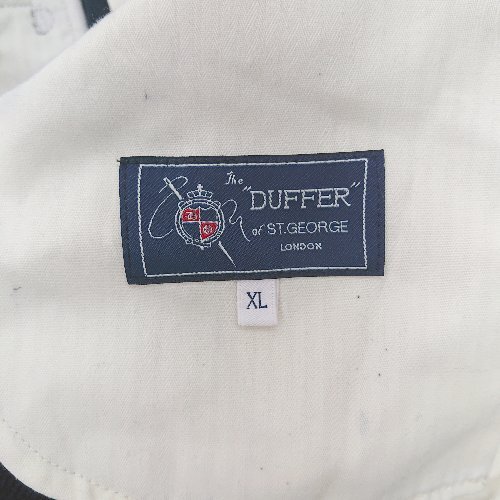 The
"DUFFER"
of ST.GEORGE
LONDON
XL